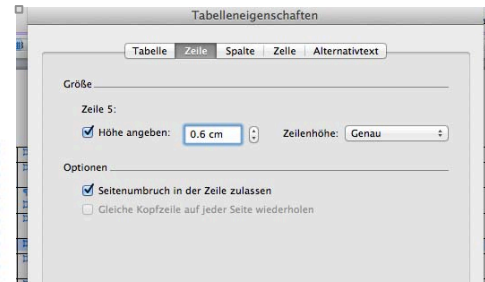 Tabelleneigenschaften
Tabelle Zeile Spalte Zelle Alternativtext
Größe
Zeile 5:
Höhe angeben: 0.6 cm Zeilenhöhe: Genau
Optionen
Seitenumbruch in der Zeile zulassen
Gleiche Kopfzeile auf jeder Seite wiederholen